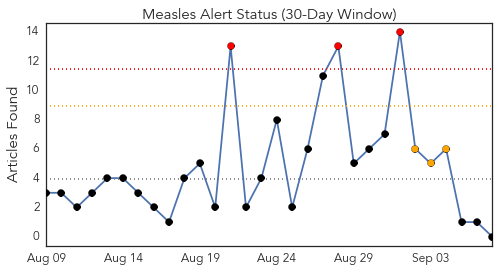 Measles Alert Status (30-Day Window)
Articles Found
14
12
10
8
6
4
2
0
Aug 09
Aug 14
Aug 19
Aug 24
Aug 29
Sep 03